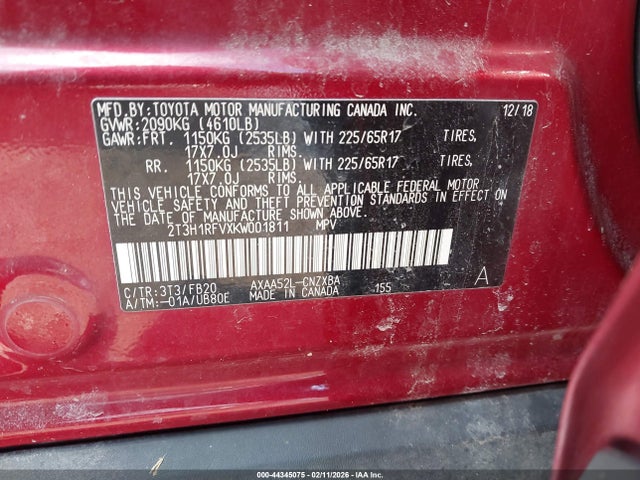 MFD.BY:TOYOTA MOTOR MANUFACTURING CANADA INC. 12/18
GVWR:2090KG (4610LB)
GAWR:FRT. 1150KG (2535LB) WITH 225/65R17 TIRES,
17X7.0J RIMS
RR. 1150KG (2535LB) WITH 225/65R17 TIRES,
17X7.0J RIMS
THIS VEHICLE CONFORMS TO ALL APPLICABLE FEDERAL MOTOR
VEHICLE SAFETY AND THEFT PREVENTION STANDARDS IN EFFECT ON
THE DATE OF MANUFACTURE SHOWN ABOVE.
2T3H1RFVXKW001811 MPV
C/TR:3T3/FB20 AXAA52L-CNZXBA A
A/TM:-01A/UB80E MADE IN CANADA 155
000-44345075 - 02/11/2026 - IAAI.COM